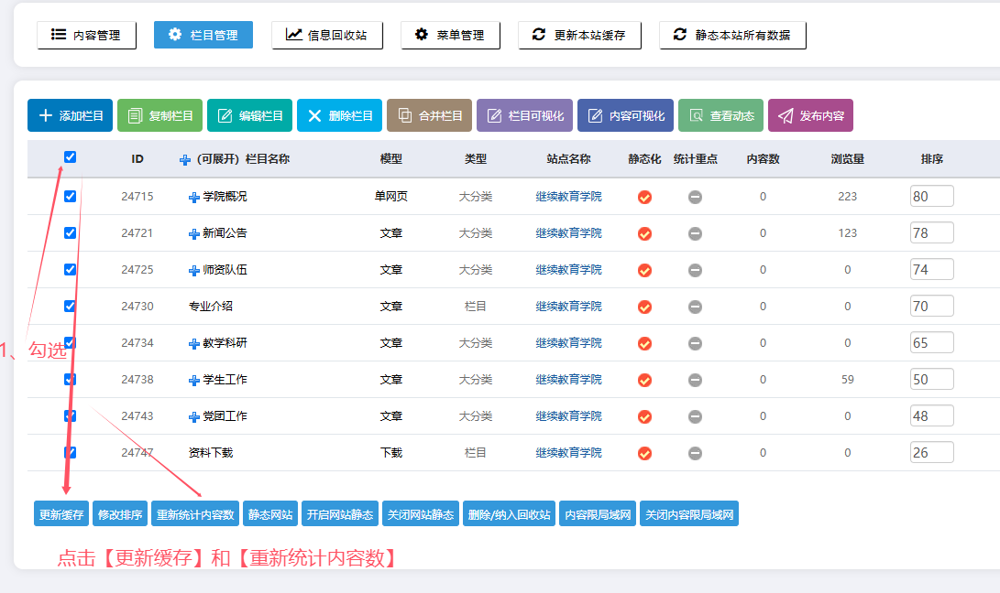 内容管理 栏目管理 信息回收站 菜单管理 更新本站缓存 静态本站所有数据
添加栏目 复制栏目 编辑栏目 删除栏目 合并栏目 栏目可视化 内容可视化 查看动态 发布内容
ID (可展开) 栏目名称 模型 类型 站点名称 静态化 统计重点 内容数 浏览量 排序
24715 学院概况 单网页 大分类 继续教育学院 0 223 80
24721 新闻公告 文章 大分类 继续教育学院 0 123 78
24725 师资队伍 文章 大分类 继续教育学院 0 0 74
24730 专业介绍 文章 栏目 继续教育学院 0 0 70
24734 教学科研 文章 大分类 继续教育学院 0 0 65
1、勾选
24738 学生工作 文章 大分类 继续教育学院 0 59 50
24743 党团工作 文章 大分类 继续教育学院 0 0 48
24747 资料下载 下载 栏目 继续教育学院 0 0 26
更新缓存 修改排序 重新统计内容数 静态网站 开启网站静态 关闭网站静态 删除/纳入回收站 内容限局域网 关闭内容限局域网
点击【更新缓存】和【重新统计内容数】